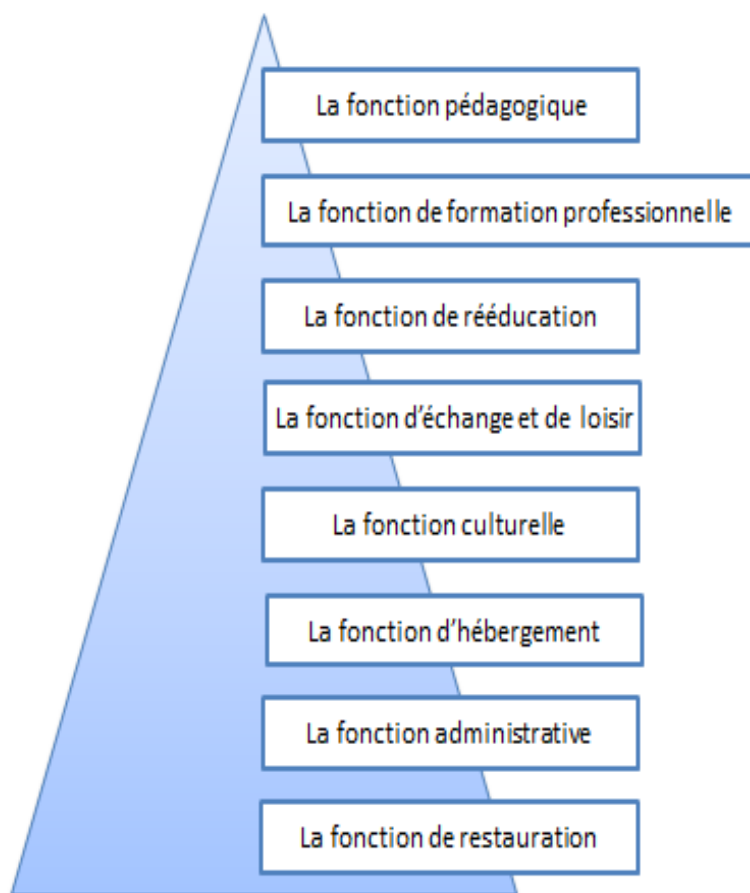 La fonction pédagogique
La fonction de formation professionnelle
La fonction de rééducation
La fonction d'échange et de loisir
La fonction culturelle
La fonction d'hébergement
La fonction administrative
La fonction de restauration